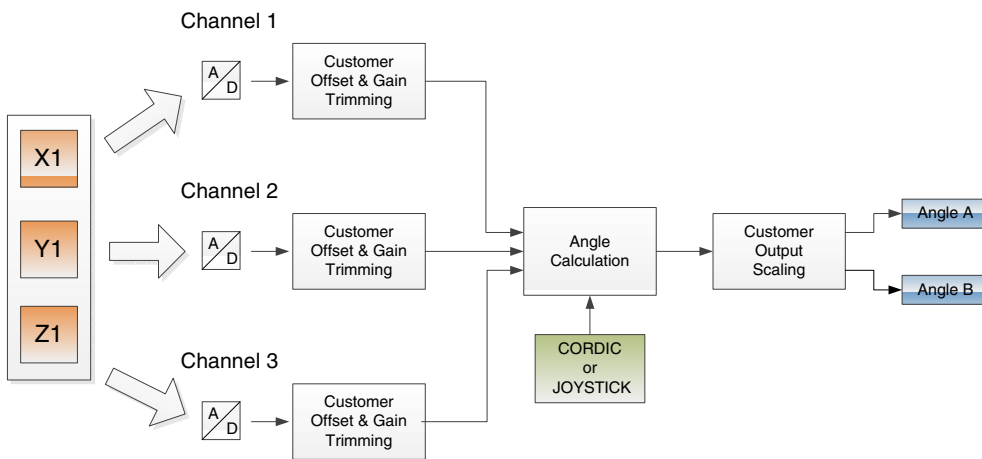 Channel 1
A
D
Customer
Offset & Gain
Trimming
X1
Channel 2
Y1
A
D
Customer
Offset & Gain
Trimming
Angle
Calculation
Customer
Output
Scaling
Angle A
Angle B
Z1
CORDIC
or
JOYSTICK
Channel 3
A
D
Customer
Offset & Gain
Trimming